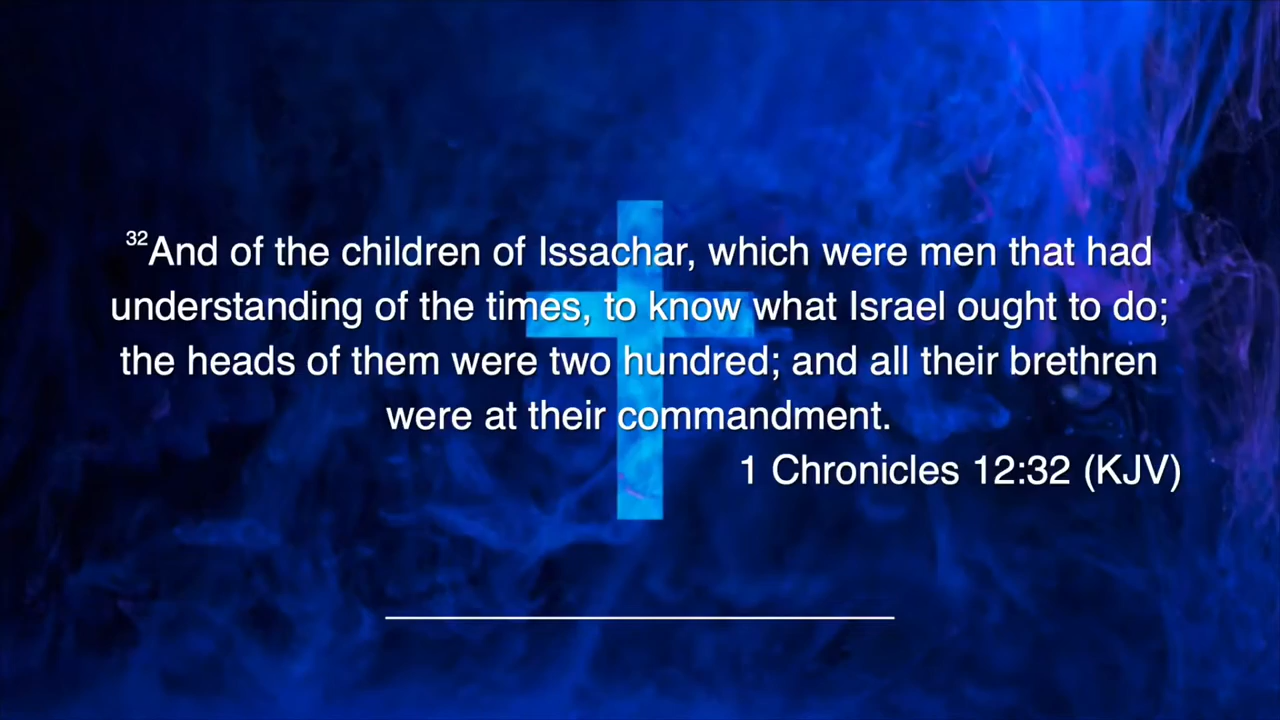 32And of the children of Issachar, which were men that had
understanding of the times, to know what Israel ought to do;
the heads of them were two hundred; and all their brethren
were at their commandment.
1 Chronicles 12:32 (KJV)